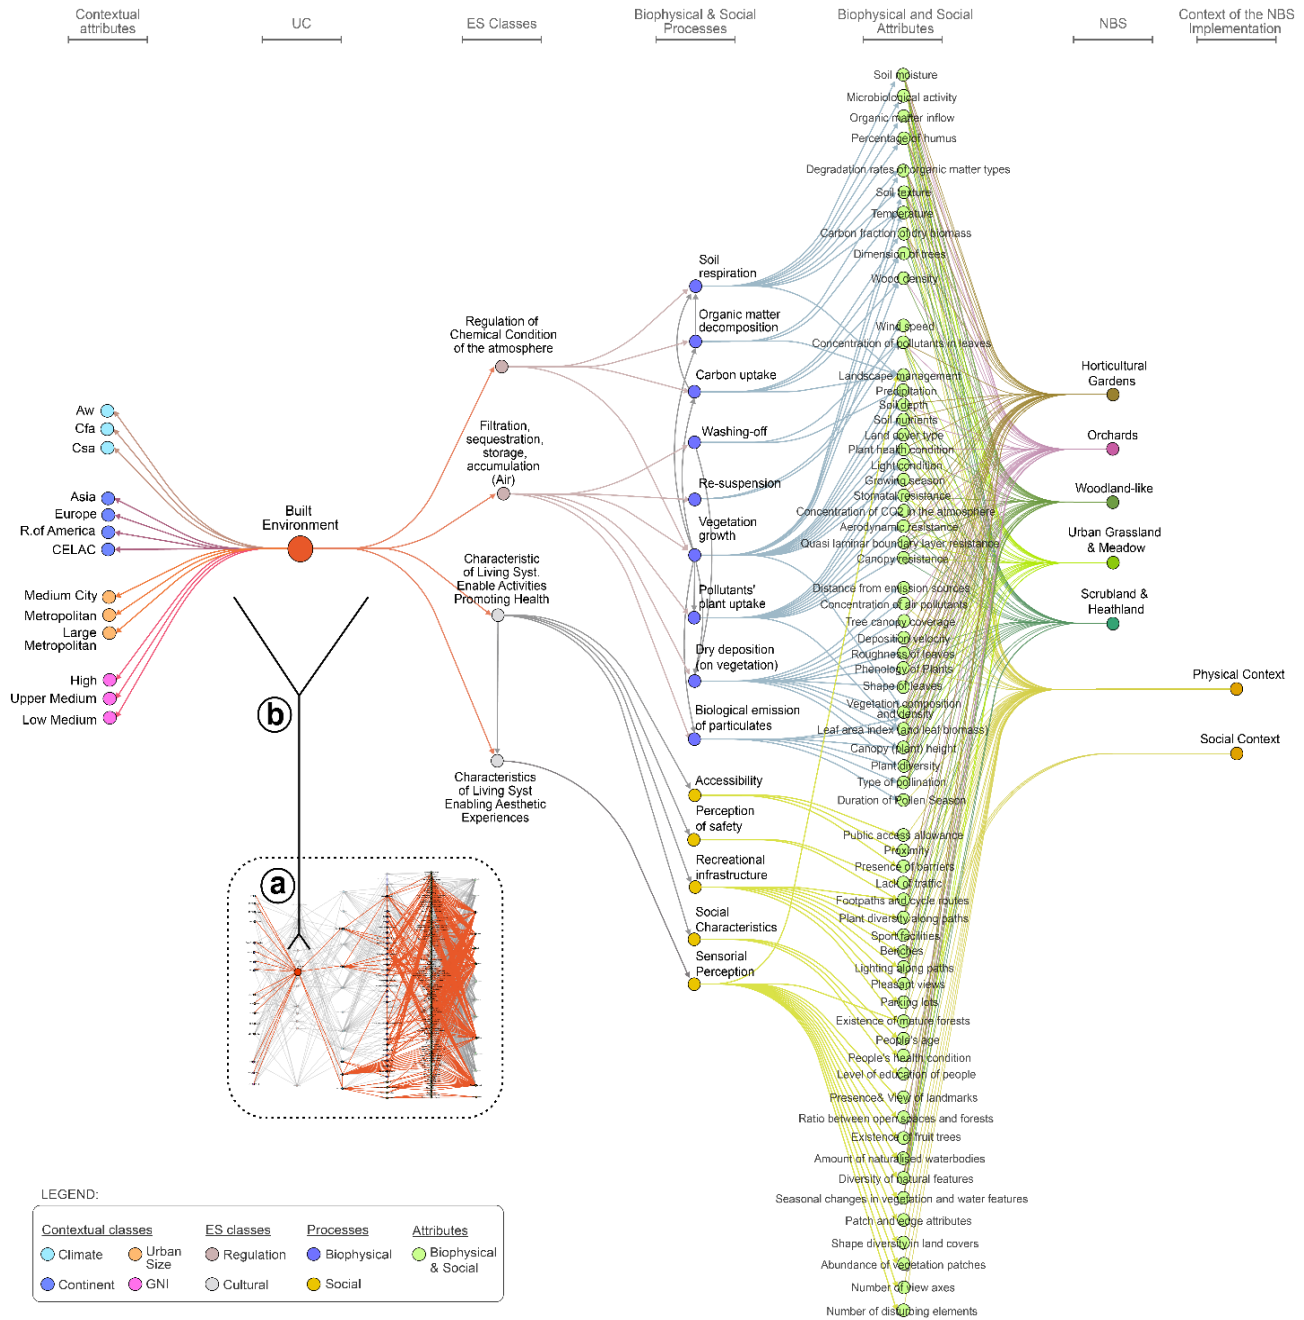 Contextual
attributes
UC
ES Classes
Biophysical & Social
Processes
Biophysical and Social
Attributes
NBS
Context of the NBS
Implementation
Aw
Cfa
Csa
Asia
Europe
R.of America
CELAC
Medium City
Metropolitan
Large
Metropolitan
High
Upper Medium
Low Medium
Built
Environment
Regulation of
Chemical Condition
of the atmosphere
Filtration,
sequestration,
storage,
accumulation
(Air)
Characteristic
of Living Syst.
Enable Activities
Promoting Health
Characteristics
of Living Syst
Enabling Aesthetic
Experiences
Soil
respiration
Organic matter
decomposition
Carbon uptake
Washing-off
Re-suspension
Vegetation
growth
Pollutants'
plant uptake
Dry deposition
(on vegetation)
Biological emission
of particulates
Accessibility
Perception
of safety
Recreational
infrastructure
Social
Characteristics
Sensorial
Perception
Soil moisture
Microbiological activity
Organic matter inflow
Percentage of humus
Degradation rates of organic matter types
Soil texture
Temperature
Carbon fraction of dry biomass
Dimension of trees
Wood density
Wind speed
Concentration of pollutants in leaves
Landscape management
Precipitation
Soil depth
Soil nutrients
Land cover type
Plant health condition
Light condition
Growing season
Stomatal resistance
Concentration of CO2 in the atmosphere
Aerodynamic resistance
Quasi laminar boundary layer resistance
Canopy resistance
Distance from emission sources
Concentration of air pollutants
Tree canopy coverage
Deposition velocity
Roughness of leaves
Phenology of Plants
Shape of leaves
Vegetation composition
and density
Leaf area index (and leaf biomass)
Canopy (plant) height
Plant diversity
Type of pollination
Duration of Pollen Season
Public access allowance
Proximity
Presence of barriers
Lack of traffic
Footpaths and cycle routes
Plant diversity along paths
Sport facilities
Benches
Lighting along paths
Pleasant views
Parking lots
Existence of mature forests
People's age
People's health condition
Level of education of people
Presence& View of landmarks
Ratio between open spaces and forests
Existence of fruit trees
Amount of naturalised waterbodies
Diversity of natural features
Seasonal changes in vegetation and water features
Patch and edge attributes
Shape diversity in land covers
Abundance of vegetation patches
Number of view axes
Number of disturbing elements
Horticultural
Gardens
Orchards
Woodland-like
Urban Grassland
& Meadow
Scrubland &
Heathland
Physical Context
Social Context
b
a
LEGEND:
Contextual classes
ES classes
Processes
Attributes
Climate
Urban
Size
Regulation
Biophysical
Biophysical
& Social
Continent
GNI
Cultural
Social